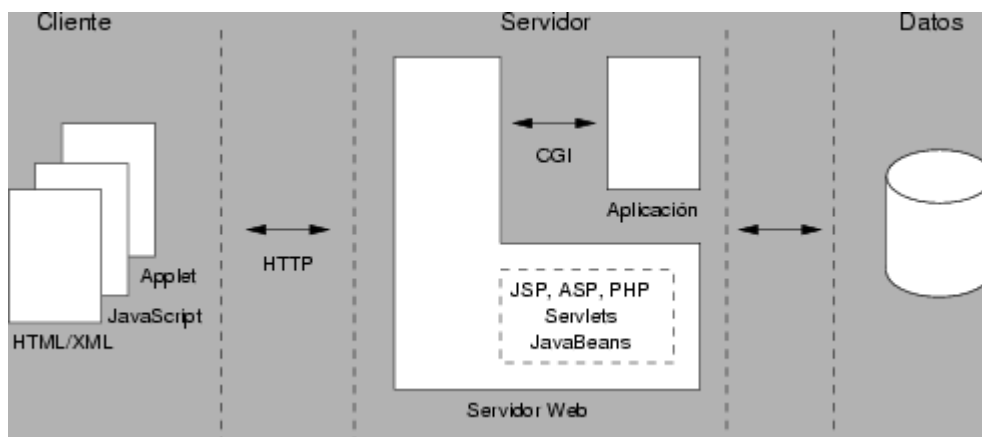 Cliente
Servidor
Datos
CGI
Aplicación
HTTP
Applet
JavaScript
HTML/XML
JSP, ASP, PHP
Servlets
JavaBeans
Servidor Web